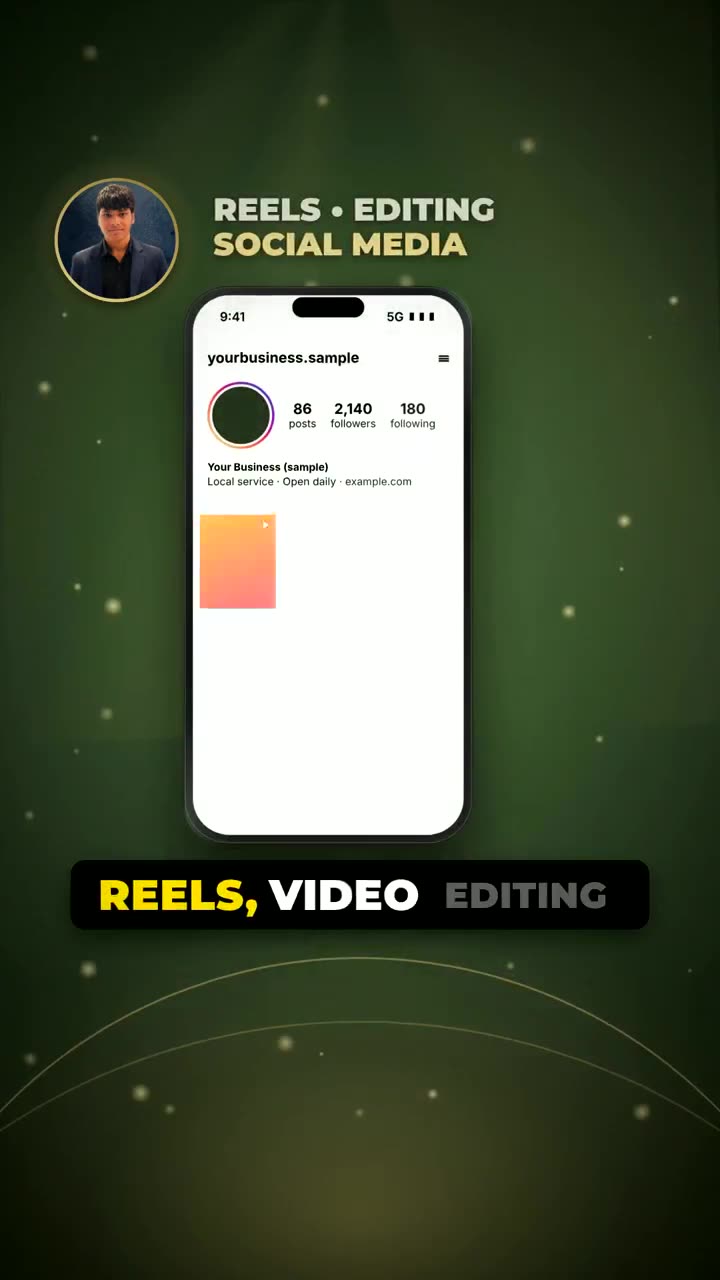 REELS • EDITING
SOCIAL MEDIA
9:41 5G
yourbusiness.sample
86 2,140 180
posts followers following
Your Business (sample)
Local service · Open daily · example.com
REELS, VIDEO EDITING